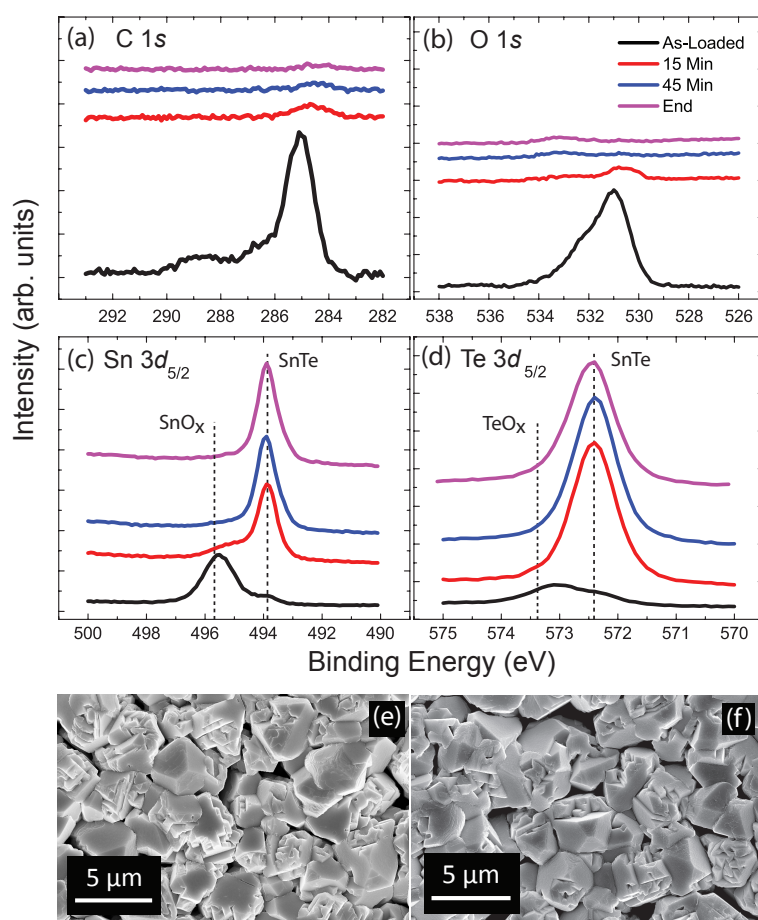 (a) C 1s
(b) O 1s
As-Loaded
15 Min
45 Min
End
292 290 288 286 284 282
538 536 534 532 530 528 526
Intensity (arb. units)
(c) Sn 3d5/2
SnTe
SnOx
(d) Te 3d5/2
SnTe
TeOx
500 498 496 494 492 490
575 574 573 572 571 570
Binding Energy (eV)
(e)
5 μm
(f)
5 μm